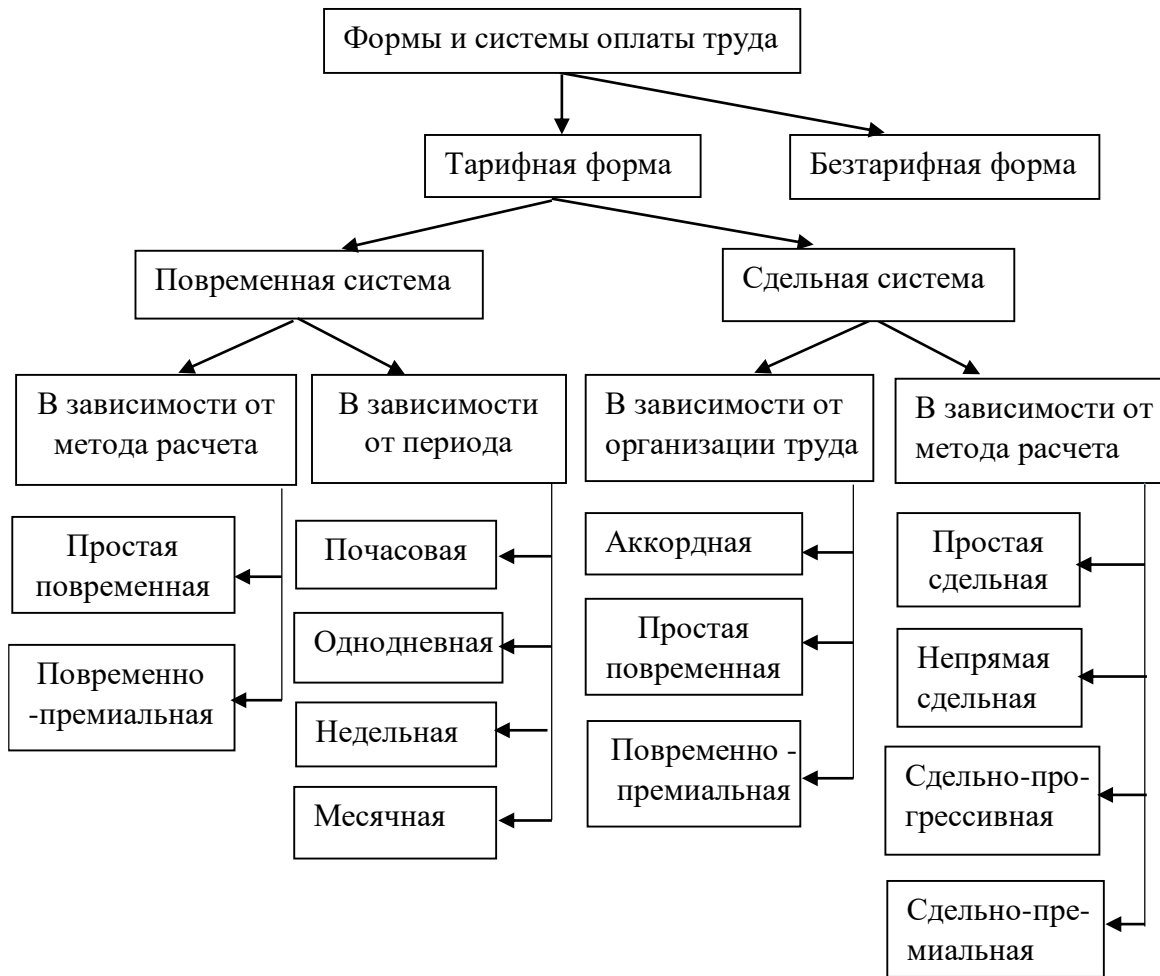 Формы и системы оплаты труда
Тарифная форма
Безтарифная форма
Повременная система
Сдельная система
В зависимости от
метода расчета
В зависимости
от периода
В зависимости от
организации труда
В зависимости от
метода расчета
Простая
повременная
Повременно
-премиальная
Почасовая
Однодневная
Недельная
Месячная
Аккордная
Простая
повременная
Повременно -
премиальная
Простая
сдельная
Непрямая
сдельная
Сдельно-про-
грессивная
Сдельно-пре-
миальная